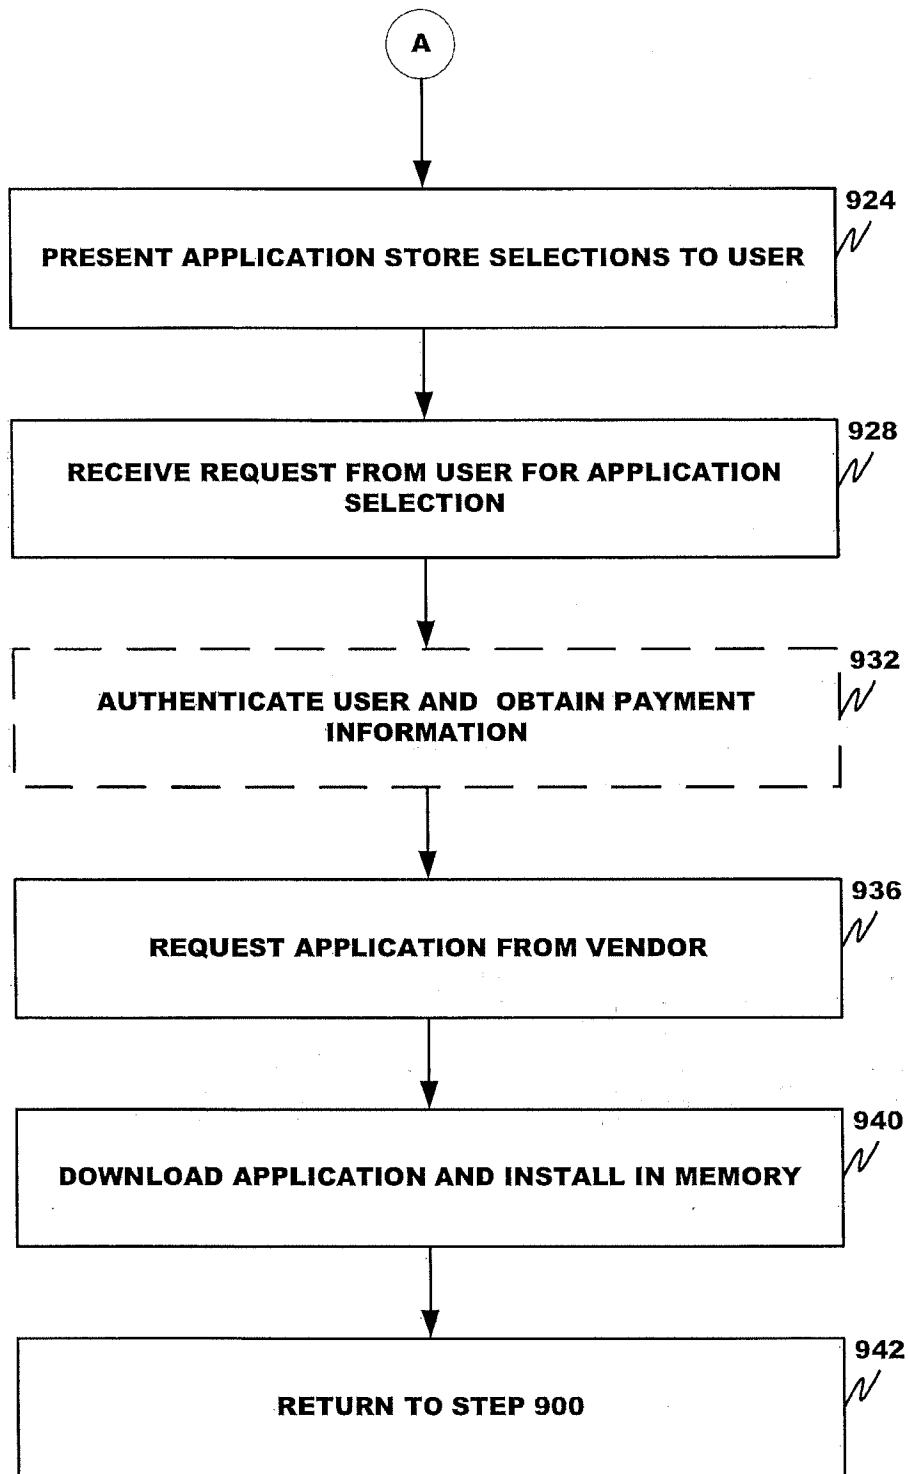 A
924
PRESENT APPLICATION STORE SELECTIONS TO USER
928
RECEIVE REQUEST FROM USER FOR APPLICATION
SELECTION
932
AUTHENTICATE USER AND OBTAIN PAYMENT
INFORMATION
936
REQUEST APPLICATION FROM VENDOR
940
DOWNLOAD APPLICATION AND INSTALL IN MEMORY
942
RETURN TO STEP 900